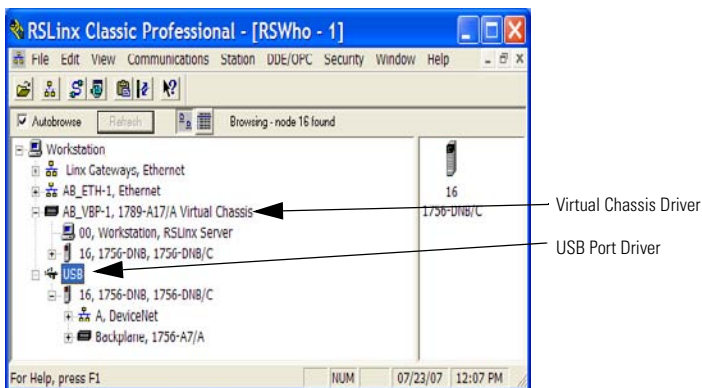 RSLinx Classic Professional - [RSWho - 1]
File Edit View Communications Station DDE/OPC Security Window Help
Autobrowse Refresh Browsing - node 16 found
Workstation
Linx Gateways, Ethernet
AB_ETH-1, Ethernet
AB_VBP-1, 1789-A17/A Virtual Chassis
00, Workstation, RSLinx Server
16, 1756-DNB, 1756-DNB/C
USB
16, 1756-DNB, 1756-DNB/C
A, DeviceNet
Backplane, 1756-A7/A
16
1756-DNB/C
Virtual Chassis Driver
USB Port Driver
For Help, press F1 NUM 07/23/07 12:07 PM